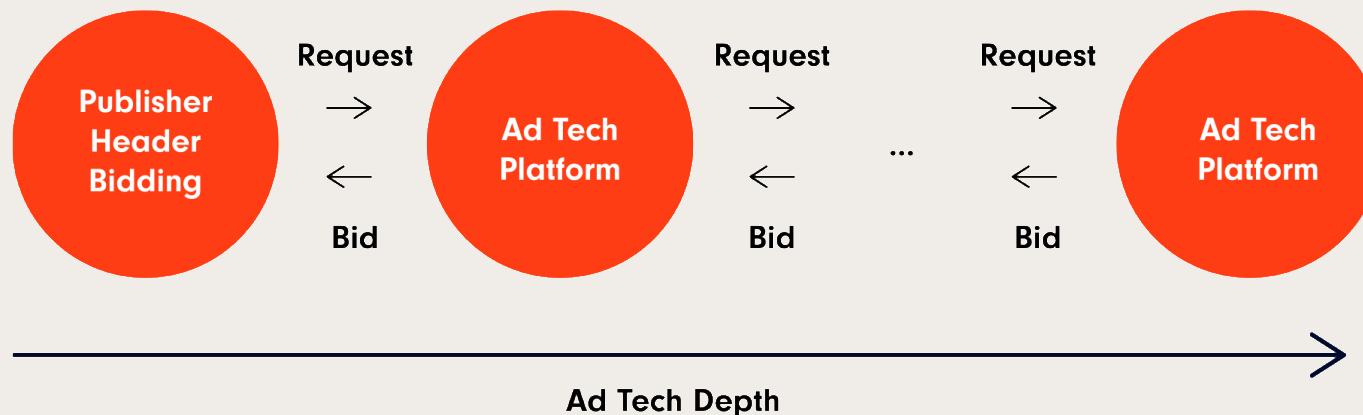 Publisher
Header
Bidding
Request
Bid
Ad Tech
Platform
Request
Bid
...
Request
Bid
Ad Tech
Platform
Ad Tech Depth